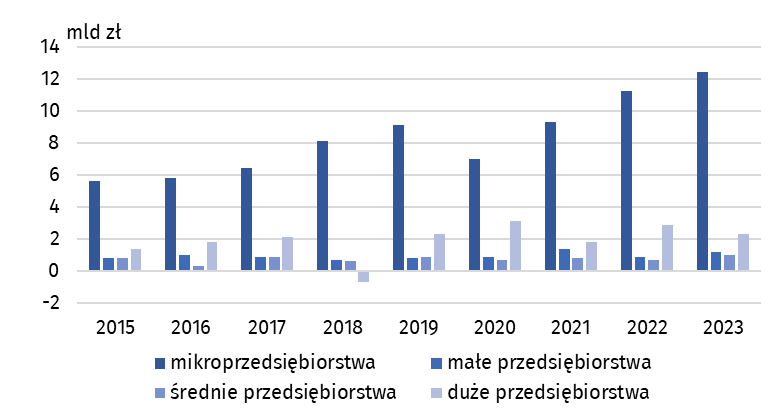 mld zł
14
12
10
8
6
4
2
0
-2
2015 2016 2017 2018 2019 2020 2021 2022 2023
mikroprzedsiębiorstwa małe przedsiębiorstwa
średnie przedsiębiorstwa duże przedsiębiorstwa